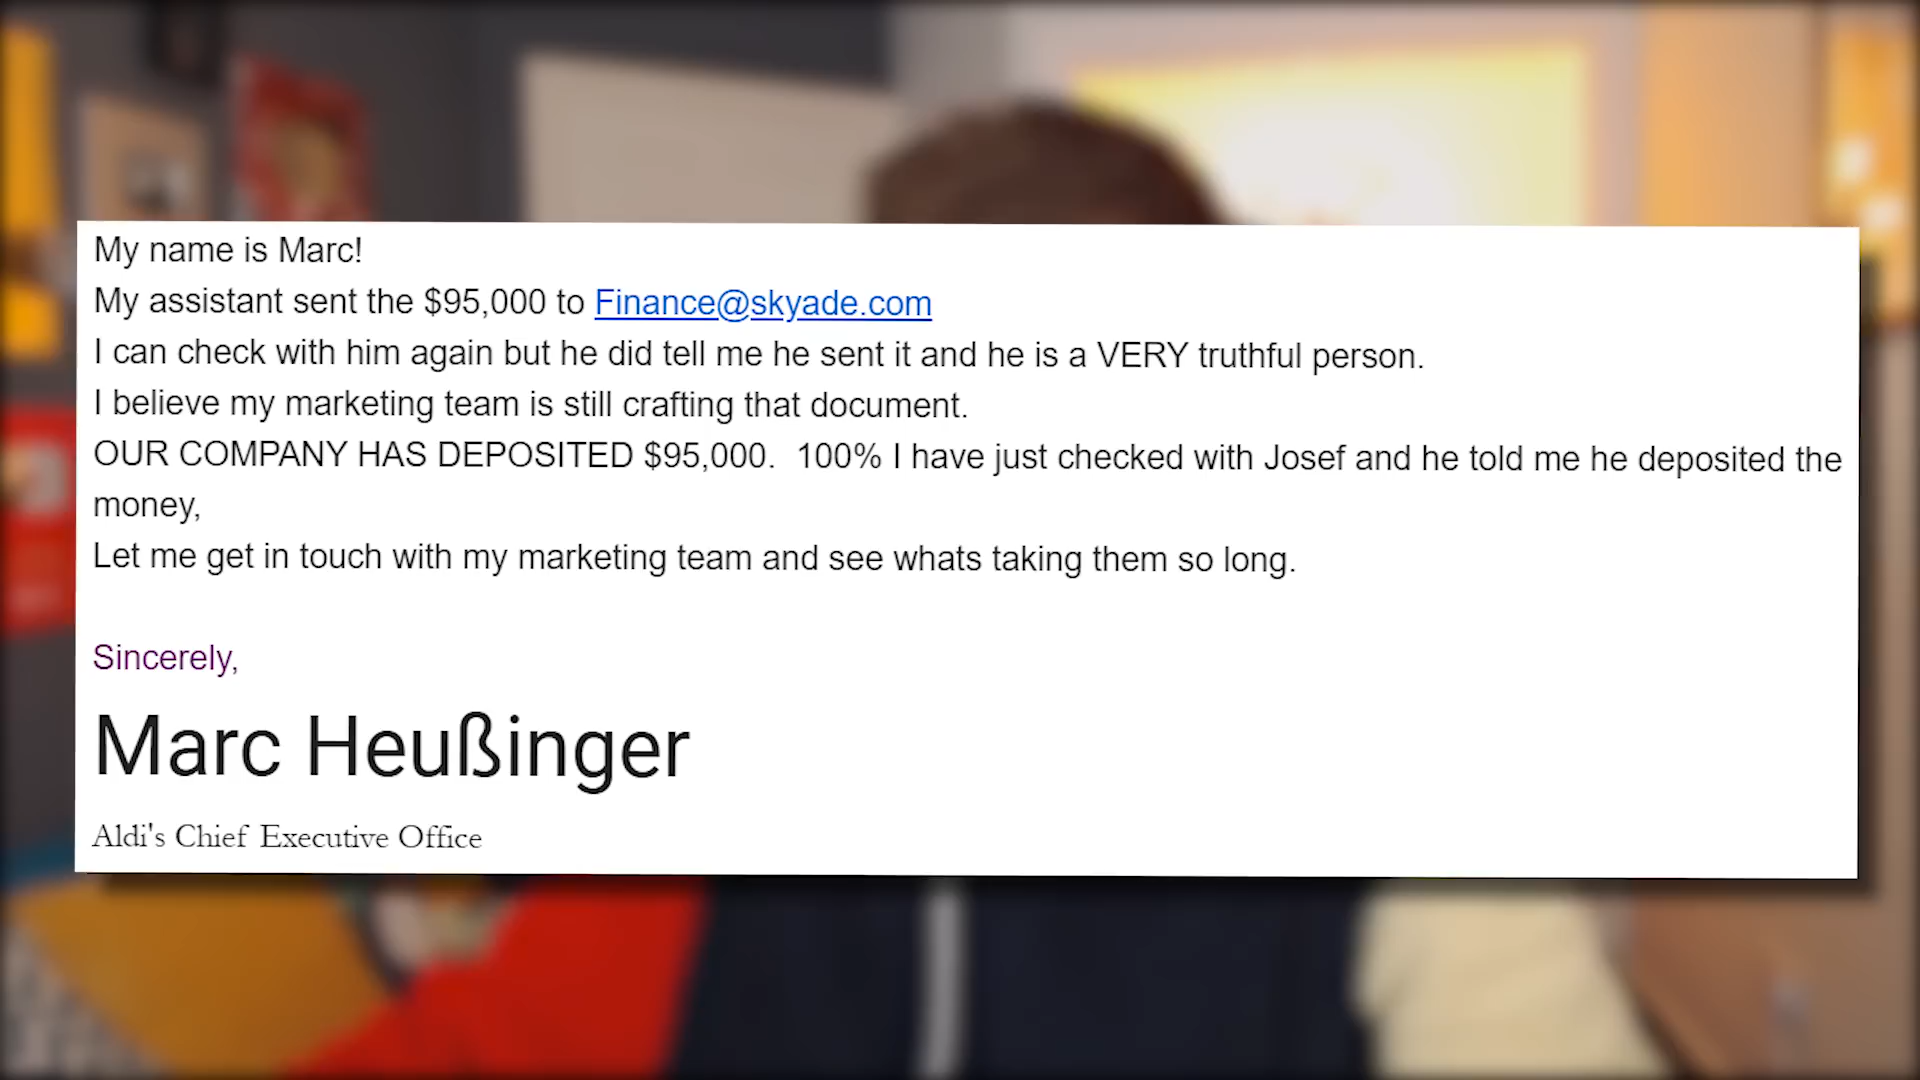 My name is Marc!
My assistant sent the $95,000 to Finance@skyade.com
I can check with him again but he did tell me he sent it and he is a VERY truthful person.
I believe my marketing team is still crafting that document.
OUR COMPANY HAS DEPOSITED $95,000.  100% I have just checked with Josef and he told me he deposited the
money,
Let me get in touch with my marketing team and see whats taking them so long.
Sincerely,
Marc Heußinger
Aldi's Chief Executive Office